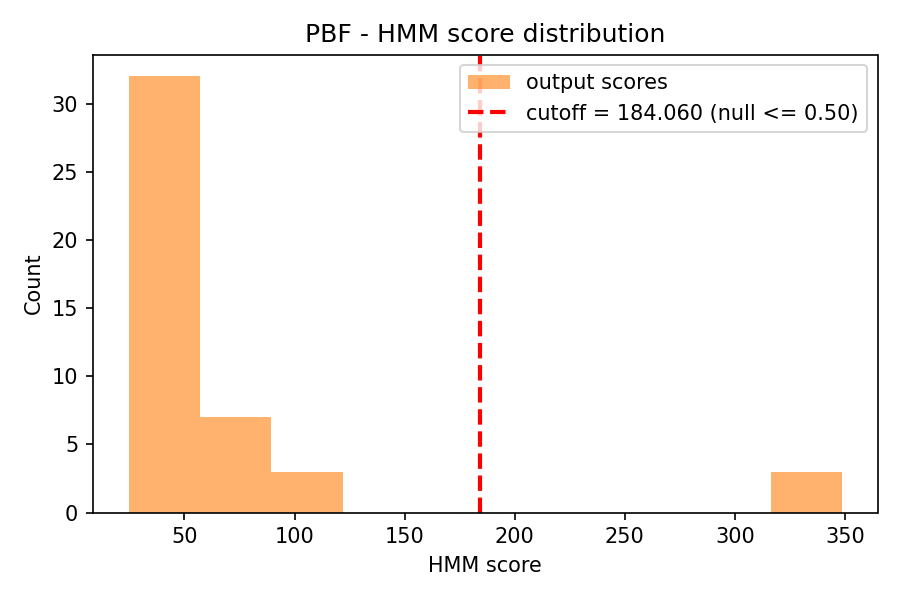 PBF - HMM score distribution
output scores
cutoff = 184.060 (null <= 0.50)
Count
30
25
20
15
10
5
0
50 100 150 200 250 300 350
HMM score